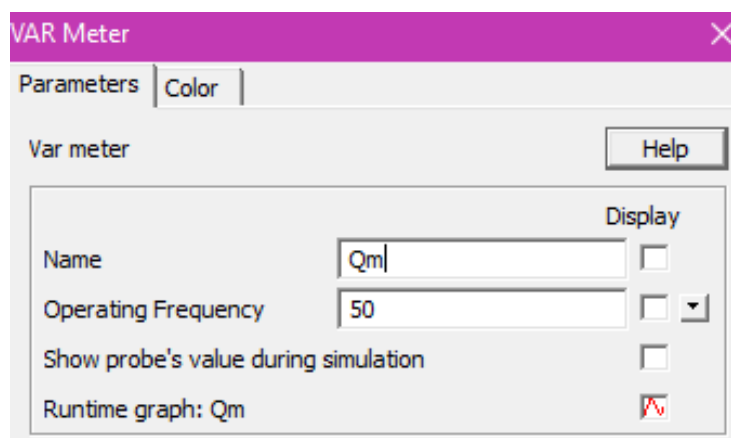 VAR Meter
Parameters Color
Var meter Help
Display
Name Qm
Operating Frequency 50
Show probe's value during simulation
Runtime graph: Qm